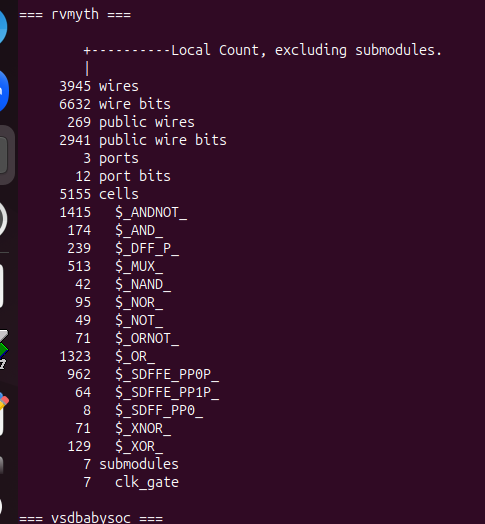 === rvmyth ===
+----------Local Count, excluding submodules.
|
3945 wires
6632 wire bits
269 public wires
2941 public wire bits
3 ports
12 port bits
5155 cells
1415 $_ANDNOT_
174 $_AND_
239 $_DFF_P_
513 $_MUX_
42 $_NAND_
95 $_NOR_
49 $_NOT_
71 $_ORNOT_
1323 $_OR_
962 $_SDFFE_PP0P_
64 $_SDFFE_PP1P_
8 $_SDFF_PP0_
71 $_XNOR_
129 $_XOR_
7 submodules
7 clk_gate
=== vsdbabysoc ===